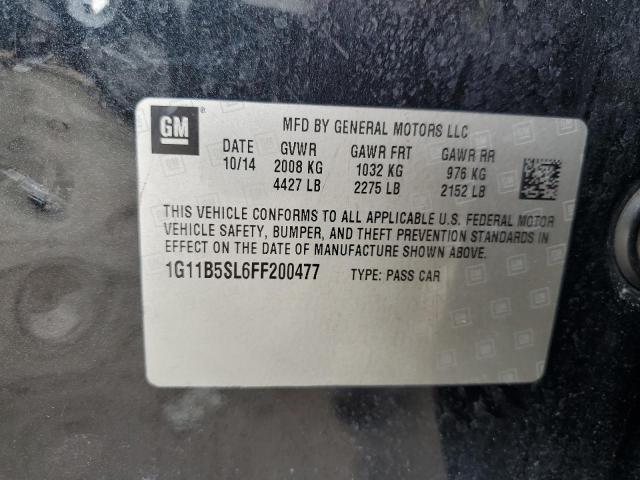 GM ®
MFD BY GENERAL MOTORS LLC
DATE GVWR GAWR FRT GAWR RR
10/14 2008 KG 1032 KG 976 KG
4427 LB 2275 LB 2152 LB
THIS VEHICLE CONFORMS TO ALL APPLICABLE U.S. FEDERAL MOTOR
VEHICLE SAFETY, BUMPER, AND THEFT PREVENTION STANDARDS IN
EFFECT ON THE DATE OF MANUFACTURE SHOWN ABOVE.
1G11B5SL6FF200477 TYPE: PASS CAR